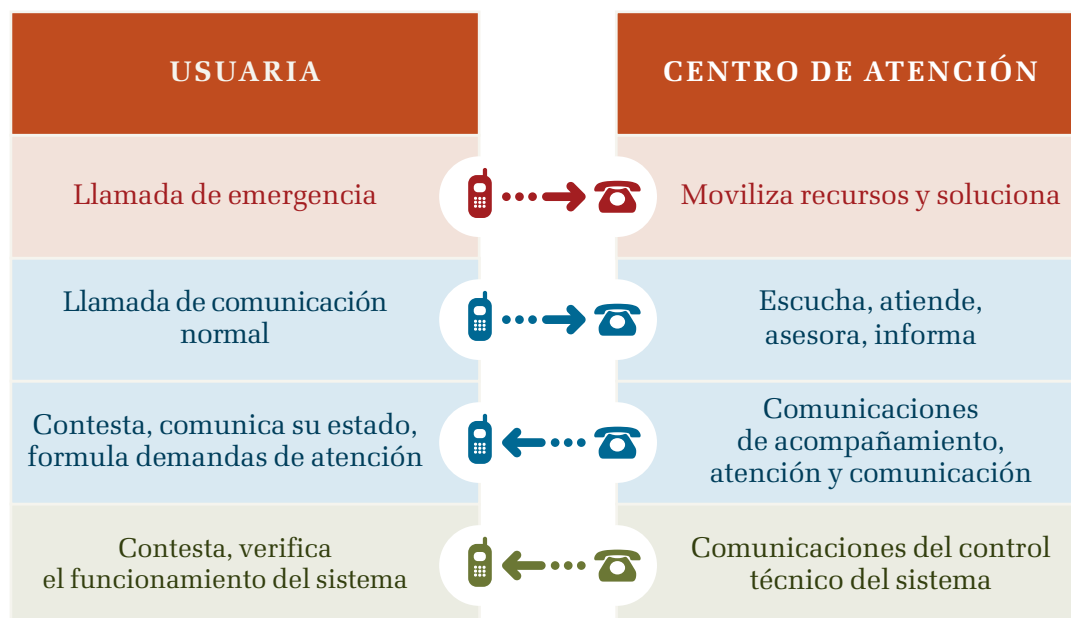 USUARIA
CENTRO DE ATENCIÓN
Llamada de emergencia
Moviliza recursos y soluciona
Llamada de comunicación
normal
Escucha, atiende,
asesora, informa
Contesta, comunica su estado,
formula demandas de atención
Comunicaciones
de acompañamiento,
atención y comunicación
Contesta, verifica
el funcionamiento del sistema
Comunicaciones del control
técnico del sistema